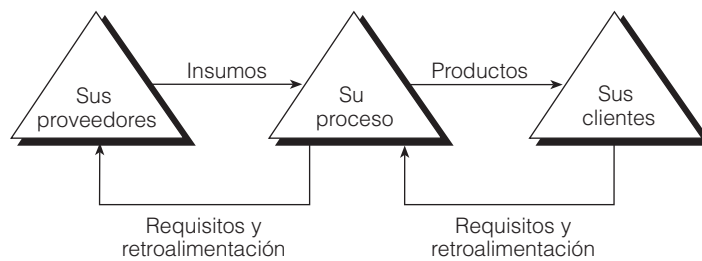 Insumos
Productos
Sus
proveedores
Su
proceso
Sus
clientes
Requisitos y
retroalimentación
Requisitos y
retroalimentación